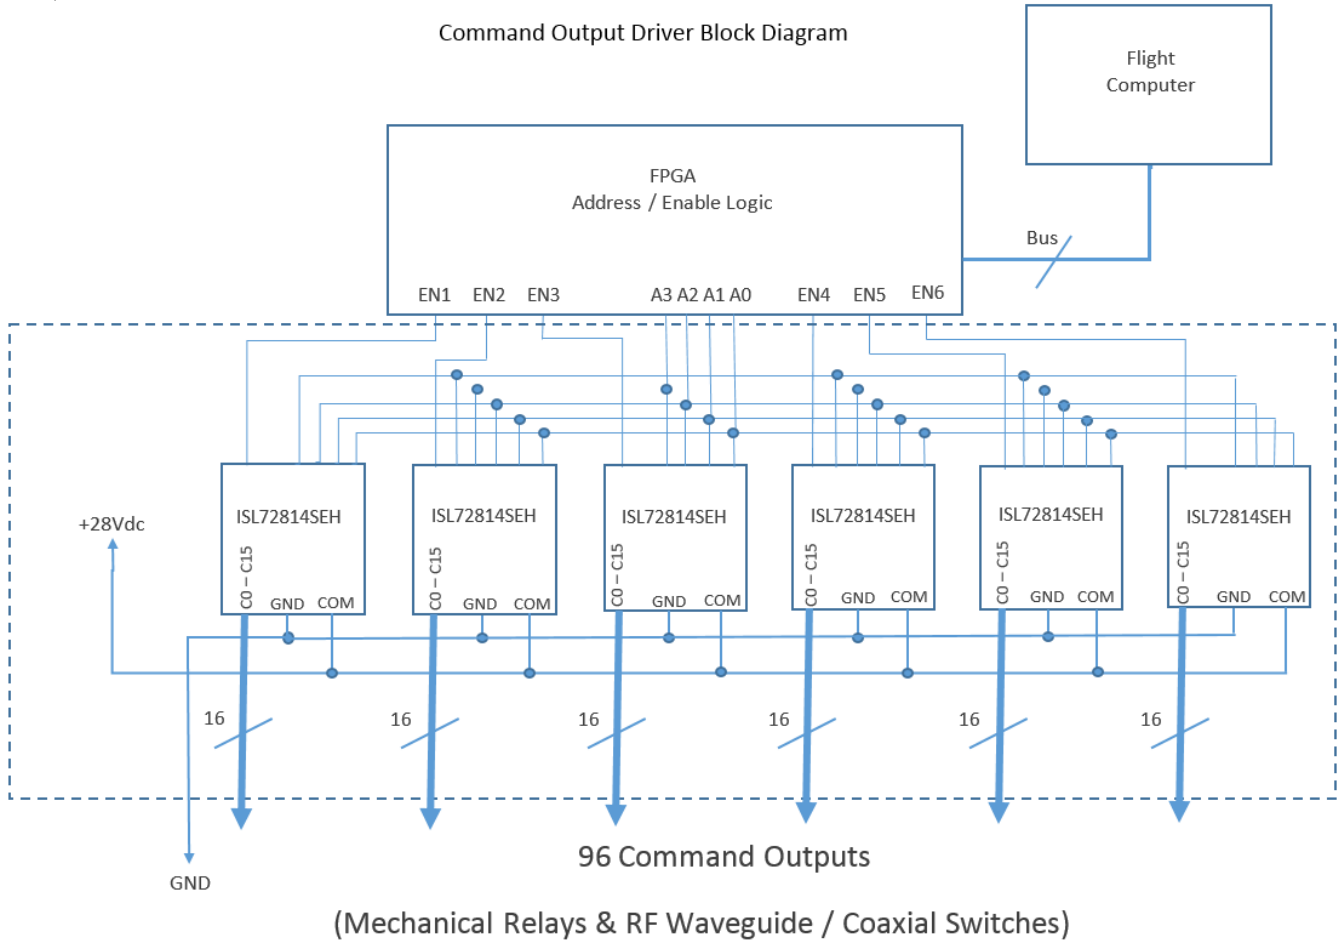 Command Output Driver Block Diagram
Flight
Computer
FPGA
Address / Enable Logic
Bus
EN1 EN2 EN3 A3 A2 A1 A0 EN4 EN5 EN6
ISL72814SEH ISL72814SEH ISL72814SEH ISL72814SEH ISL72814SEH ISL72814SEH
+28Vdc
C0 – C15 C0 – C15 C0 – C15 C0 – C15 C0 – C15 C0 – C15
GND COM GND COM GND COM GND COM GND COM GND COM
16 16 16 16 16 16
96 Command Outputs
GND
(Mechanical Relays & RF Waveguide / Coaxial Switches)